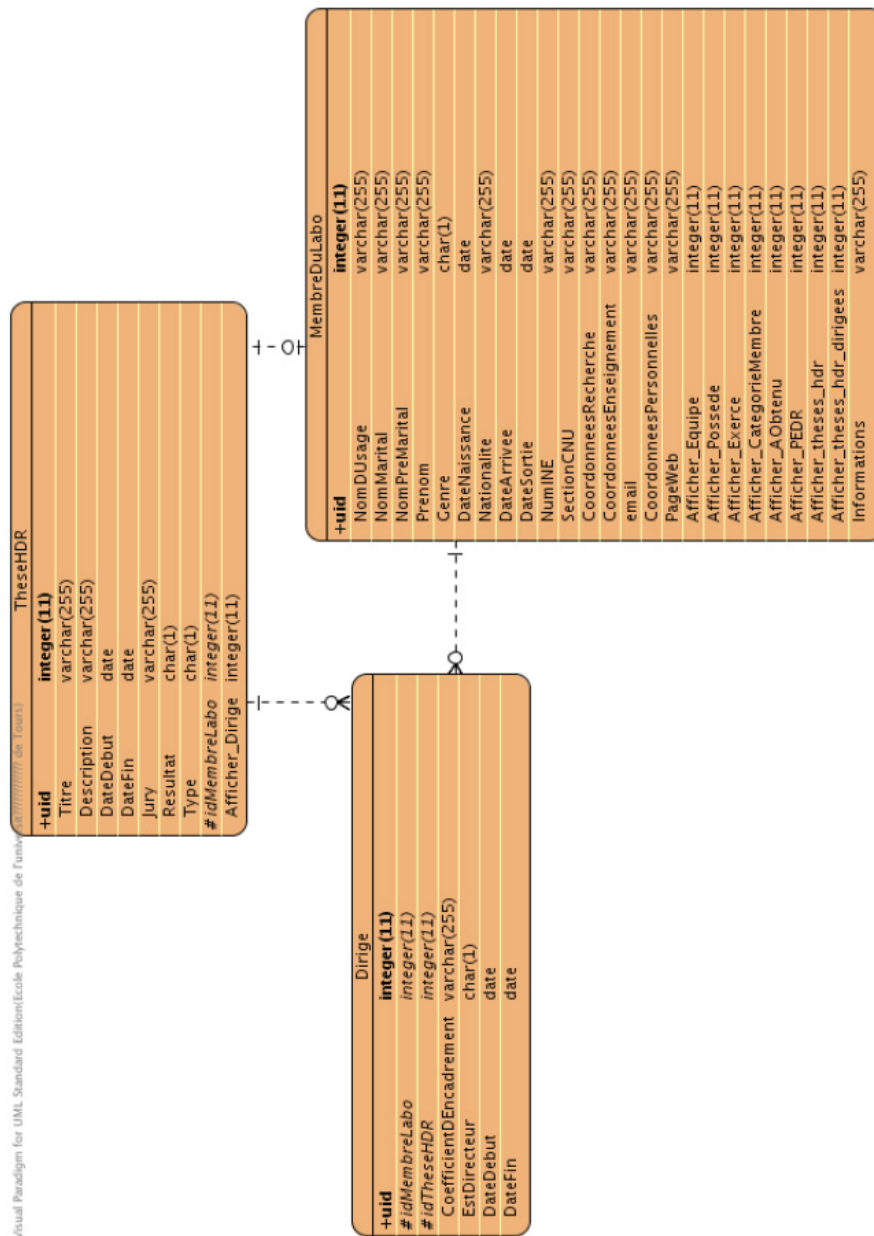 Visual Paradigm for UML Standard Edition(Ecole Polytechnique de l'universit???????????? de Tours)
TheseHDR
+uid integer(11)
Titre varchar(255)
Description varchar(255)
DateDebut date
DateFin date
Jury varchar(255)
Resultat char(1)
Type char(1)
#idMembreLabo integer(11)
Afficher_Dirige integer(11)
MembreDuLabo
+uid integer(11)
NomDUsage varchar(255)
NomMarital varchar(255)
NomPreMarital varchar(255)
Prenom varchar(255)
Genre char(1)
DateNaissance date
Nationalite varchar(255)
DateArrivee date
DateSortie date
NumINE varchar(255)
SectionCNU varchar(255)
CoordonneesRecherche varchar(255)
CoordonneesEnseignement varchar(255)
email varchar(255)
CoordonneesPersonnelles varchar(255)
PageWeb varchar(255)
Afficher_Equipe integer(11)
Afficher_Possede integer(11)
Afficher_Exerce integer(11)
Afficher_CategorieMembre integer(11)
Afficher_AObtenu integer(11)
Afficher_PEDR integer(11)
Afficher_theses_hdr integer(11)
Afficher_theses_hdr_dirigees integer(11)
Informations varchar(255)
Dirige
+uid integer(11)
#idMembreLabo integer(11)
#idTheseHDR integer(11)
CoefficientDEncadrement varchar(255)
EstDirecteur char(1)
DateDebut date
DateFin date